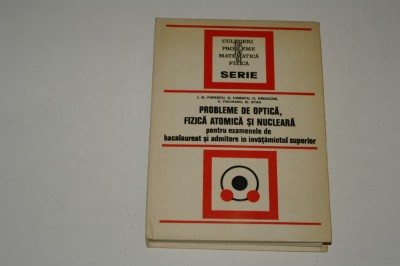 CULEGERI
DE
PROBLEME
DE
MATEMATICĂ
ȘI
FIZICĂ
SERIE
PROBLEME DE OPTICĂ,
FIZICĂ ATOMICĂ ȘI NUCLEARĂ
pentru examenele de
bacalaureat și admitere în învățămîntul superior